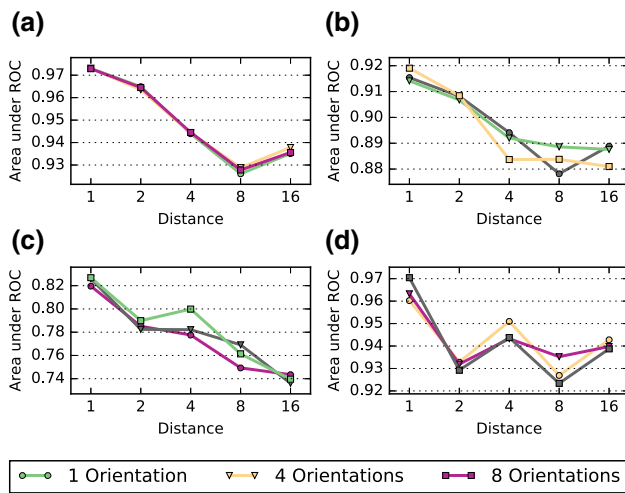 (a)
(b)
Area under ROC
0.97
0.96
0.95
0.94
0.93
1 2 4 8 16
Distance
Area under ROC
0.92
0.91
0.90
0.89
0.88
1 2 4 8 16
Distance
(c)
(d)
Area under ROC
0.82
0.80
0.78
0.76
0.74
1 2 4 8 16
Distance
Area under ROC
0.97
0.96
0.95
0.94
0.93
0.92
1 2 4 8 16
Distance
1 Orientation 4 Orientations 8 Orientations